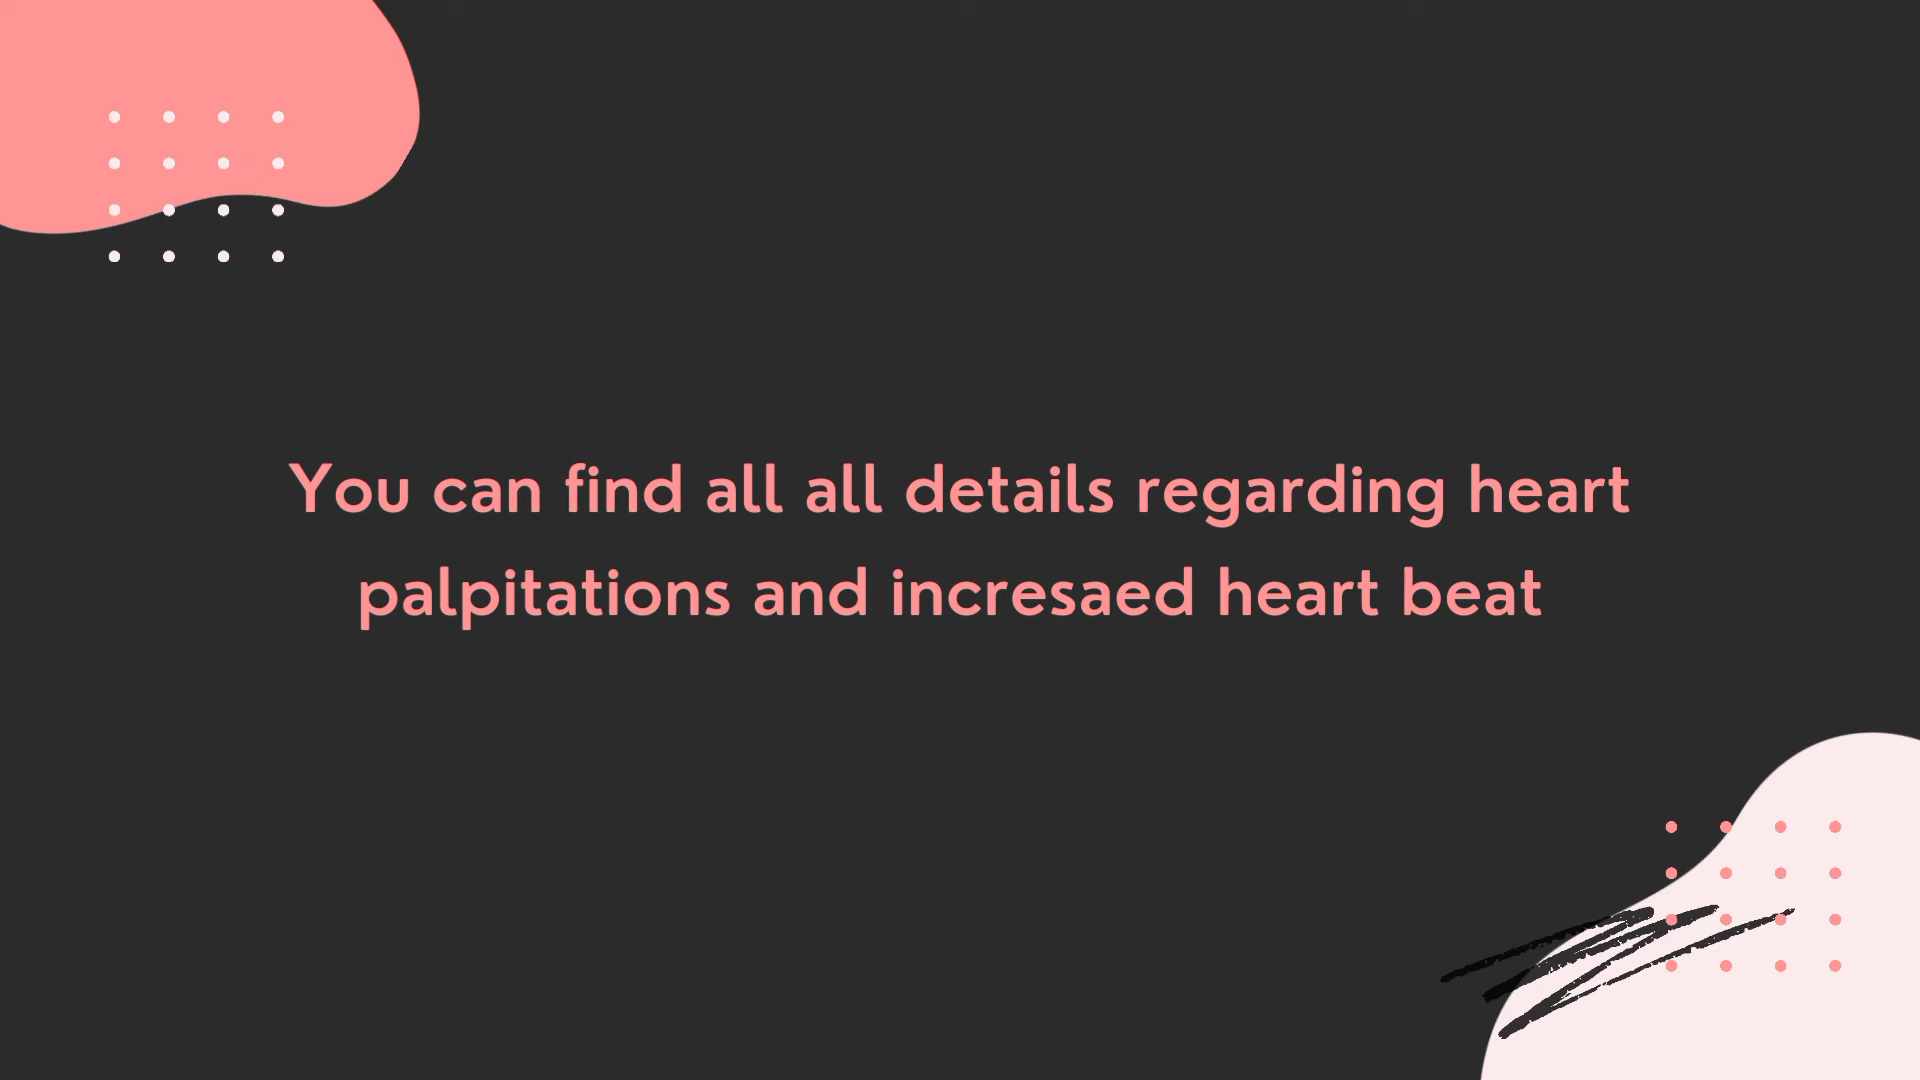 You can find all all details regarding heart
palpitations and incresaed heart beat